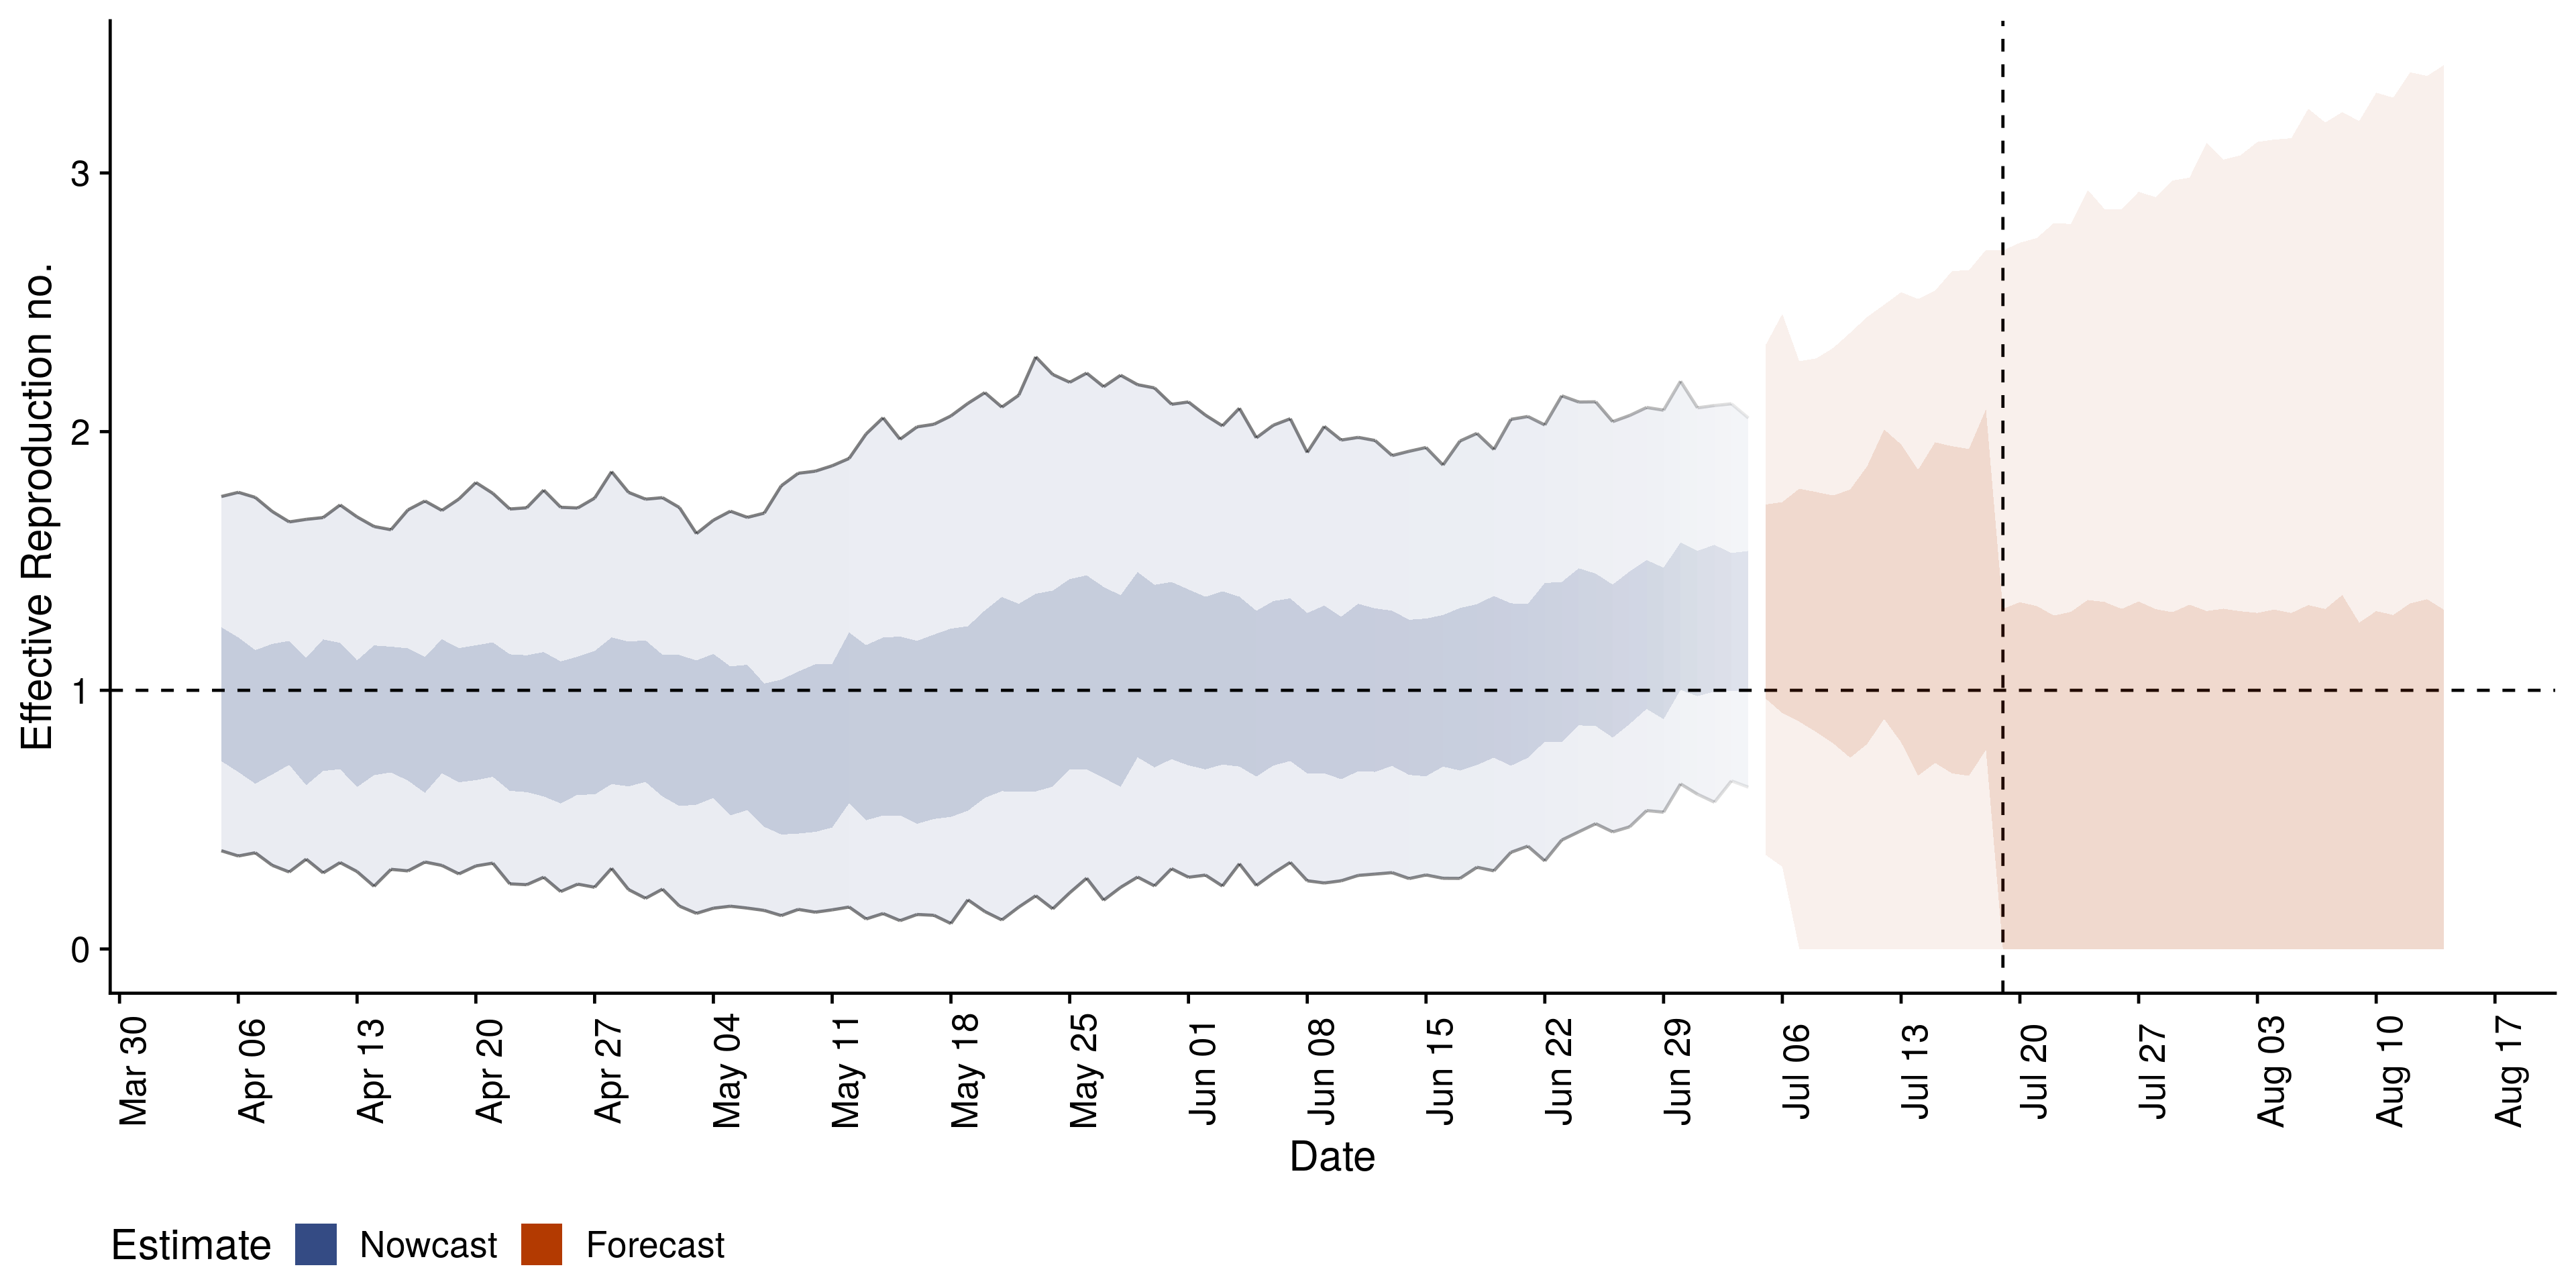 Effective Reproduction no.
3
2
1
0
Mar 30
Apr 06
Apr 13
Apr 20
Apr 27
May 04
May 11
May 18
May 25
Jun 01
Jun 08
Jun 15
Jun 22
Jun 29
Jul 06
Jul 13
Jul 20
Jul 27
Aug 03
Aug 10
Aug 17
Date
Estimate Nowcast Forecast